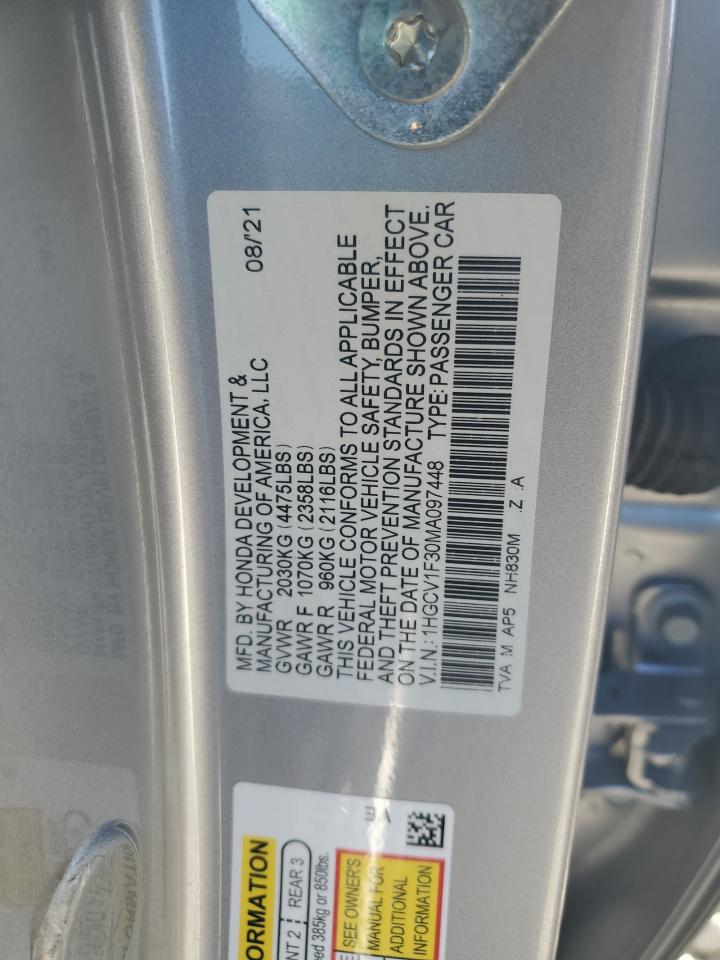 MFD. BY HONDA DEVELOPMENT & 08/'21
MANUFACTURING OF AMERICA, LLC
GVWR 2030KG (4475LBS)
GAWR F 1070KG (2358LBS)
GAWR R 960KG (2116LBS)
THIS VEHICLE CONFORMS TO ALL APPLICABLE
FEDERAL MOTOR VEHICLE SAFETY, BUMPER,
AND THEFT PREVENTION STANDARDS IN EFFECT
ON THE DATE OF MANUFACTURE SHOWN ABOVE.
V.I.N.: 1HGCV1F30MA097448 TYPE: PASSENGER CAR
TVA M AP5 NH830M .Z .A
ORMATION
NT 2 REAR 3
ed 385kg or 850lbs.
SEE OWNER'S
MANUAL FOR
ADDITIONAL
INFORMATION
VE